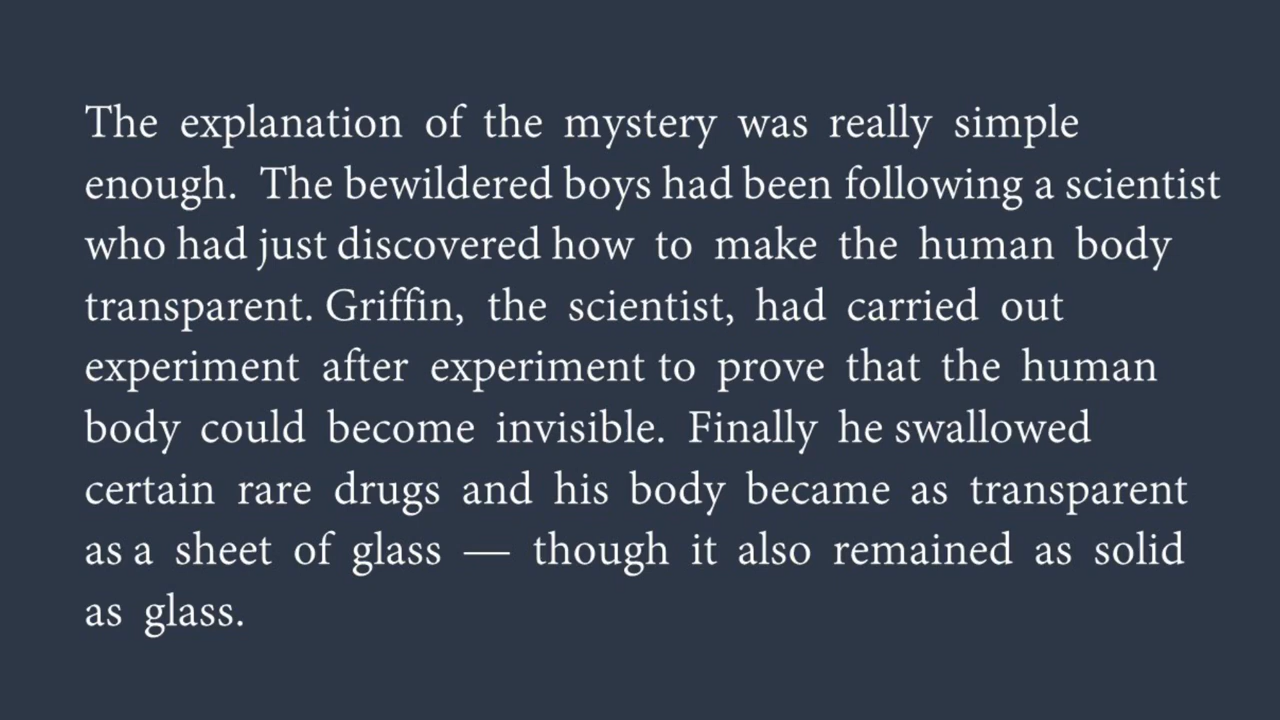 The explanation of the mystery was really simple
enough. The bewildered boys had been following a scientist
who had just discovered how to make the human body
transparent. Griffin, the scientist, had carried out
experiment after experiment to prove that the human
body could become invisible. Finally he swallowed
certain rare drugs and his body became as transparent
as a sheet of glass — though it also remained as solid
as glass.